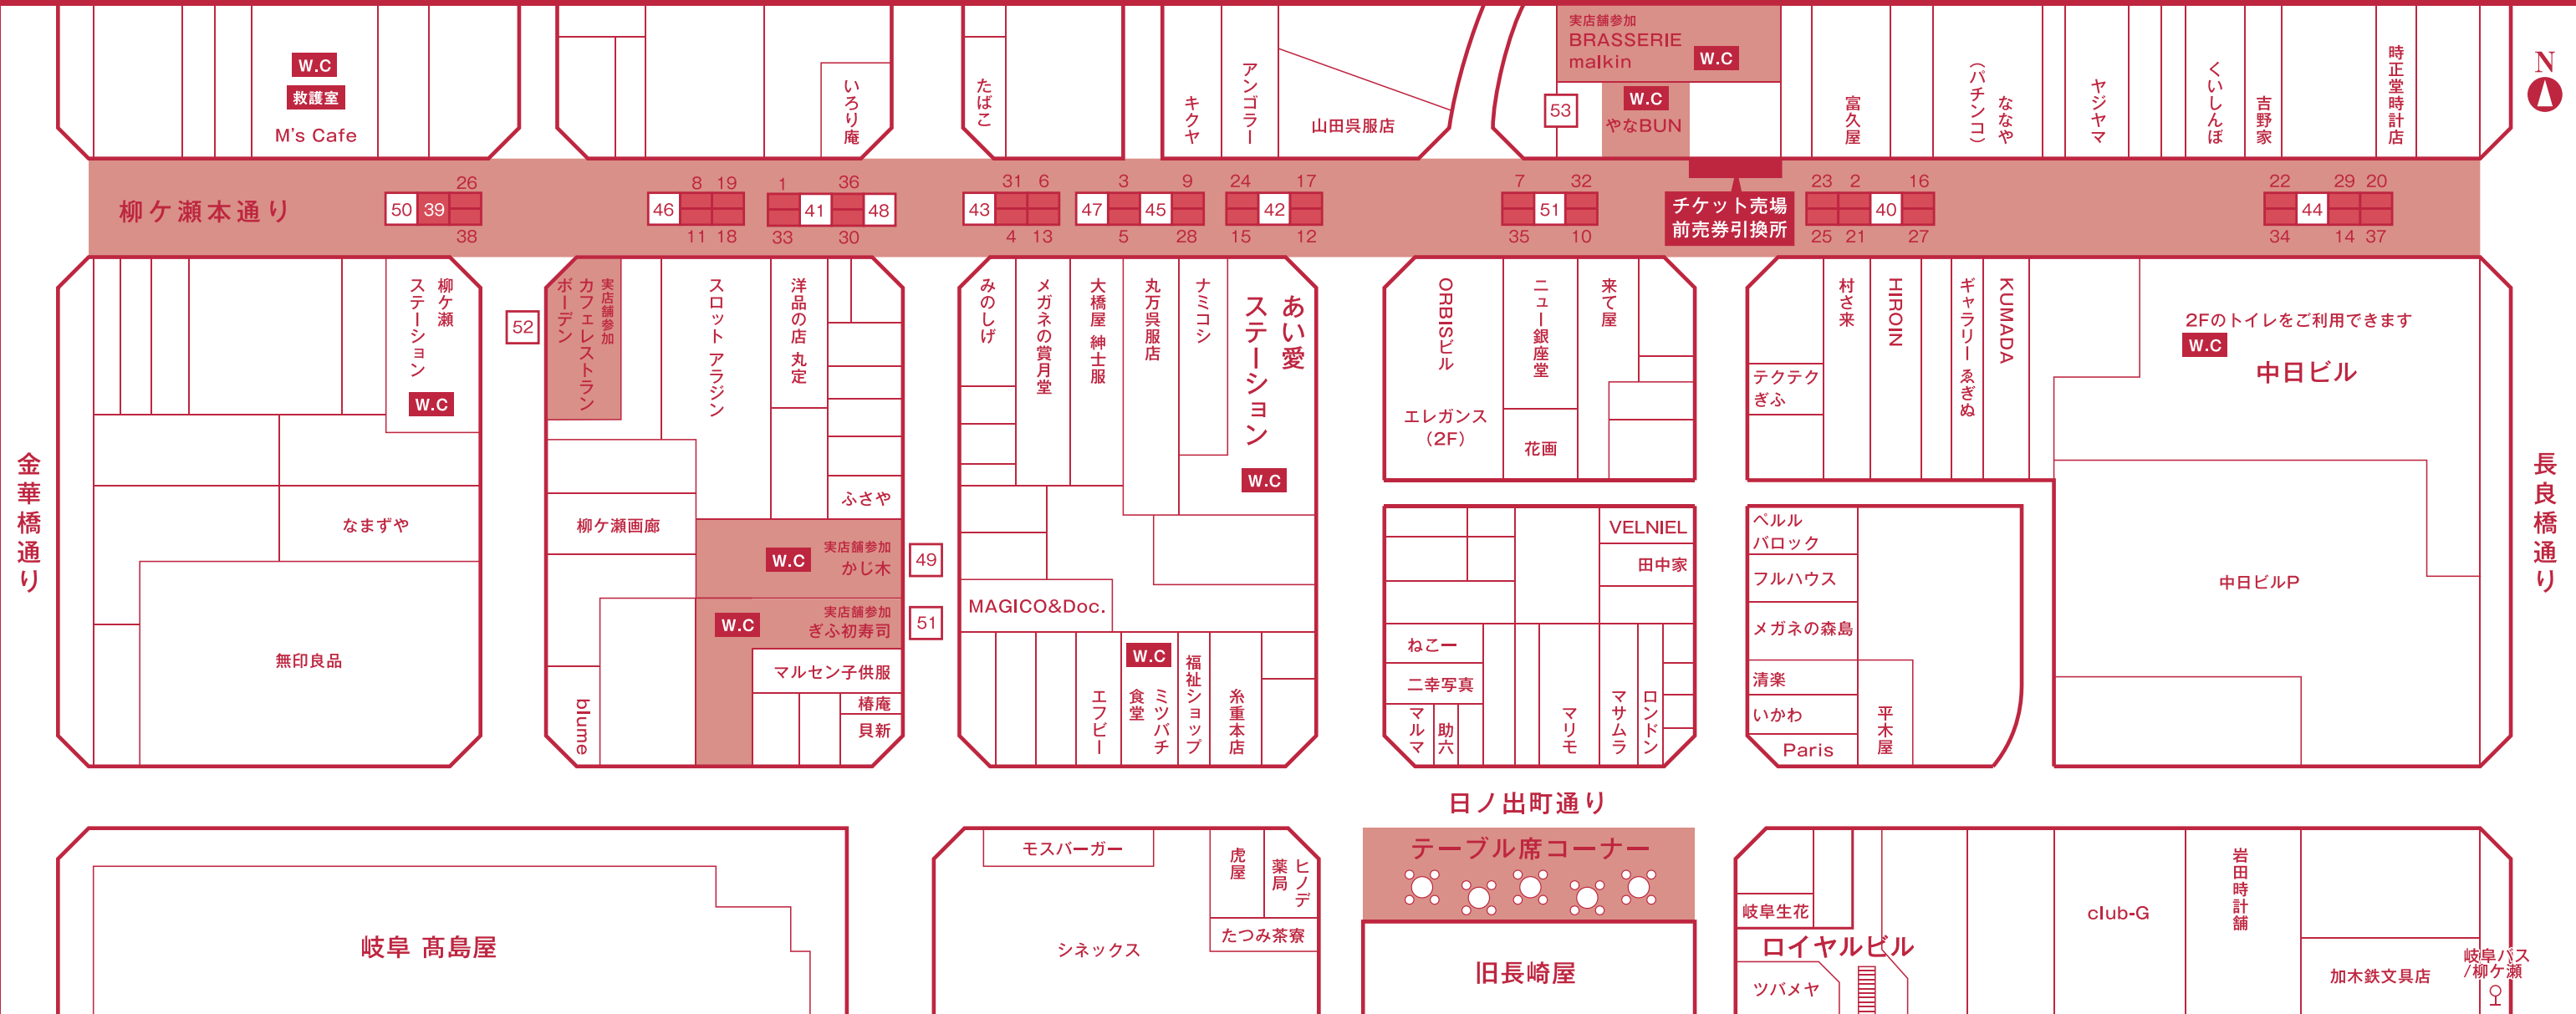 W.C
救護室
M's Cafe
いろり庵
たばこ
キクヤ
アンゴラー
山田呉服店
実店舗参加
BRASSERIE
malkin
W.C
53
W.C
やなBUN
富久屋
ななや
（パチンコ）
ヤジヤマ
くいしんぼ
吉野家
時正堂時計店
N
柳ケ瀬本通り
26
50 39
38
8 19
46
11 18
1 36
41 48
33 30
31 6
43
4 13
3 9
47 45
5 28
24 17
42
15 12
7 32
51
35 10
チケット売場
前売券引換所
23 2 16
40
25 21 27
22 29 20
44
34 14 37
柳ケ瀬
ステーション
W.C
52
実店舗参加
カフェレストラン
ボーデン
スロット アラジン
洋品の店 丸定
みのしげ
メガネの賞月堂
大橋屋 紳士服
丸万呉服店
ナミコシ
あい愛
ステーション
W.C
ORBISビル
エレガンス
（2F）
ニュー銀座堂
花画
来て屋
テクテク
ぎふ
村さ来
HIROIN
ギャラリー ゑぎぬ
KUMADA
2Fのトイレをご利用できます
W.C
中日ビル
金華橋通り
長良橋通り
なまずや
無印良品
柳ケ瀬画廊
ふさや
W.C
実店舗参加
かじ木
49
W.C
実店舗参加
ぎふ初寿司
51
マルセン子供服
椿庵
貝新
blume
MAGICO&Doc.
エフビー
W.C
ミツバチ
食堂
福祉ショップ
糸重本店
VELNIEL
田中家
ねこー
二幸写真
マルマ
助六
マリモ
マサムラ
ロンドン
ペルル
バロック
フルハウス
メガネの森島
清楽
いかわ
Paris
平木屋
中日ビルP
日ノ出町通り
岐阜 髙島屋
モスバーガー
虎屋
ヒノデ
薬局
たつみ茶寮
シネックス
テーブル席コーナー
旧長崎屋
岐阜生花
ロイヤルビル
ツバメヤ
club-G
岩田時計舗
加木鉄文具店
岐阜バス
/柳ケ瀬